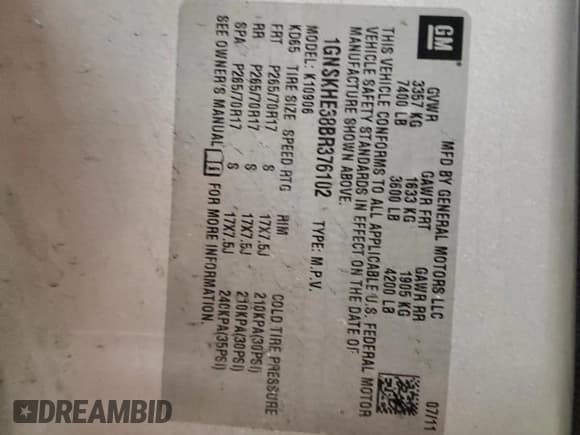 GM
MFD BY GENERAL MOTORS LLC
07/11
GVWR GAWR FRT GAWR RR
3357 KG 1633 KG 1905 KG
7400 LB 3600 LB 4200 LB
THIS VEHICLE CONFORMS TO ALL APPLICABLE U.S. FEDERAL MOTOR
VEHICLE SAFETY STANDARDS IN EFFECT ON THE DATE OF
MANUFACTURE SHOWN ABOVE.
1GNSKHE38BR376102 TYPE: M.P.V.
MODEL: K10906
KD65 TIRE SIZE SPEED RTG RIM COLD TIRE PRESSURE
FRT P265/70R17 / S 17X7.5J 210KPA(30PSI)
RR P265/70R17 / S 17X7.5J 210KPA(30PSI)
SPA P265/70R17 / S 17X7.5J 240KPA(35PSI)
SEE OWNER'S MANUAL i FOR MORE INFORMATION.
DREAMBID